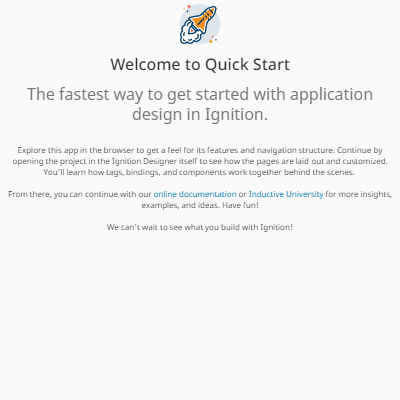 Welcome to Quick Start
The fastest way to get started with application
design in Ignition.
Explore this app in the browser to get a feel for its features and navigation structure. Continue by
opening the project in the Ignition Designer itself to see how the pages are laid out and customized.
You'll learn how tags, bindings, and components work together behind the scenes.
From there, you can continue with our online documentation or Inductive University for more insights,
examples, and ideas. Have fun!
We can't wait to see what you build with Ignition!